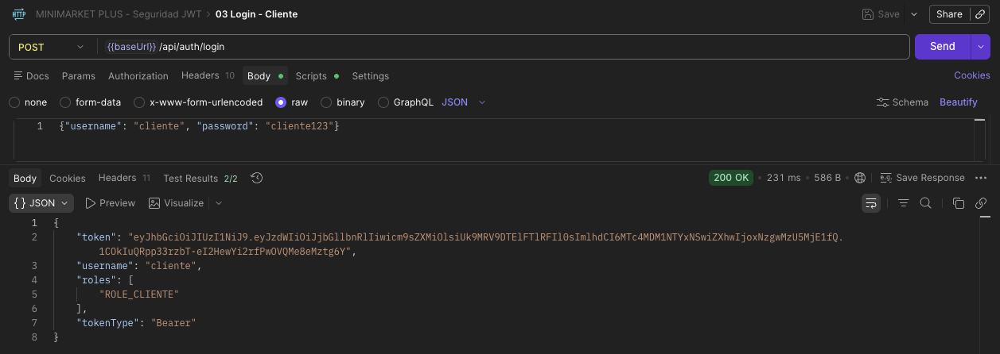 HTTP MINIMARKET PLUS - Seguridad JWT > 03 Login - Cliente Save Share
POST {{baseUrl}}/api/auth/login Send
Docs Params Authorization Headers 10 Body Scripts Settings Cookies
none form-data x-www-form-urlencoded raw binary GraphQL JSON Schema Beautify
1 {"username": "cliente", "password": "cliente123"}
Body Cookies Headers 11 Test Results 2/2 200 OK 231 ms 586 B e.g. Save Response
{} JSON Preview Visualize
1 {
2 "token": "eyJhbGciOiJIUzI1NiJ9.eyJzdWIiOiJjbGllbnRlIiwicm9sZXMiOlsiUk9MRV9DTElFTlRFIl0sImlhdCI6MTc4MDM1NTYxNSwiZXhwIjoxNzgwMzU5MjE1fQ.
1COkIuQRpp33rzbT-eI2HewYi2rfPwOVQMe8eMztg6Y",
3 "username": "cliente",
4 "roles": [
5 "ROLE_CLIENTE"
6 ],
7 "tokenType": "Bearer"
8 }